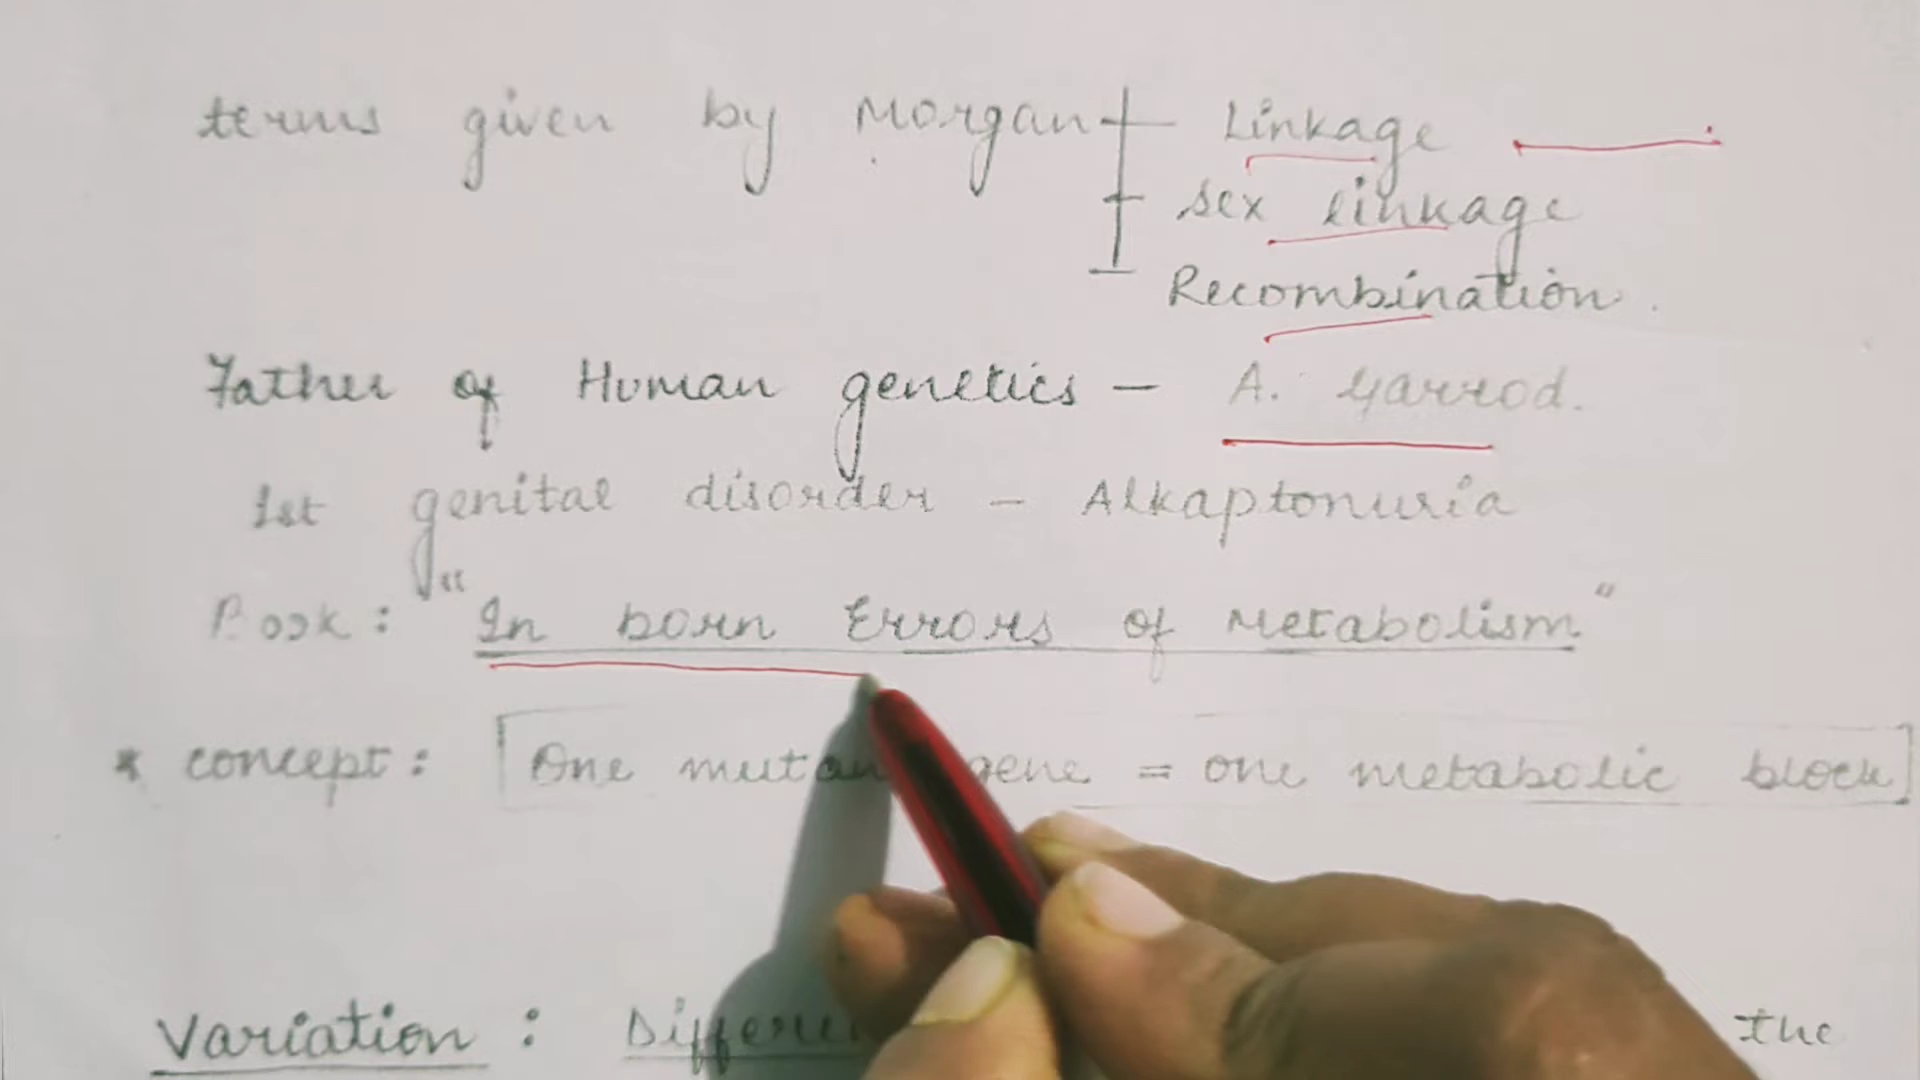 terms given by Morgan Linkage
sex linkage
Recombination.
Father of Human genetics - A. Garrod.
1st genital disorder - Alkaptonuria
Book: "In born Errors of Metabolism"
* concept: One gene = one metabolic block
Variation: the